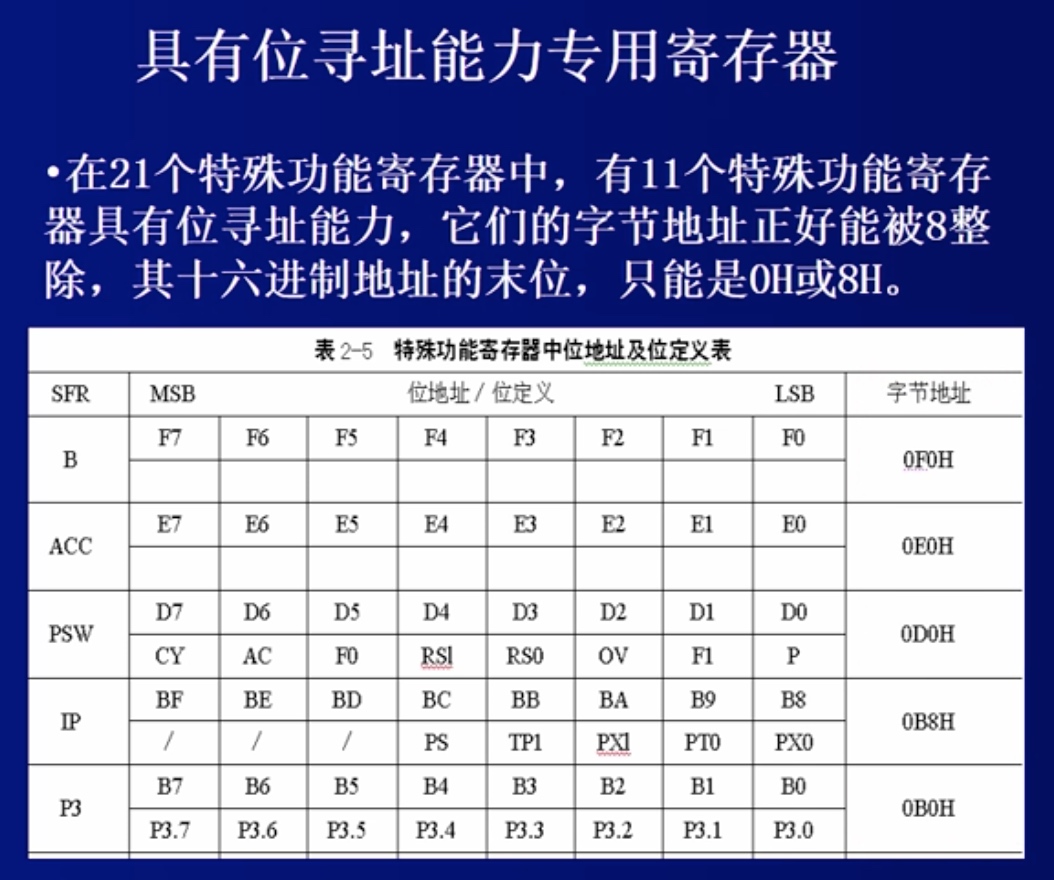 具有位寻址能力专用寄存器
•在21个特殊功能寄存器中，有11个特殊功能寄存
器具有位寻址能力，它们的字节地址正好能被8整
除，其十六进制地址的末位，只能是0H或8H。
表 2-5 特殊功能寄存器中位地址及位定义表
SFR MSB 位地址 / 位定义 LSB 字节地址
F7 F6 F5 F4 F3 F2 F1 F0
B 0F0H
E7 E6 E5 E4 E3 E2 E1 E0
ACC 0E0H
D7 D6 D5 D4 D3 D2 D1 D0
PSW 0D0H
CY AC F0 RSl RS0 OV F1 P
BF BE BD BC BB BA B9 B8
IP 0B8H
/ / / PS TP1 PXl PT0 PX0
B7 B6 B5 B4 B3 B2 B1 B0
P3 0B0H
P3.7 P3.6 P3.5 P3.4 P3.3 P3.2 P3.1 P3.0